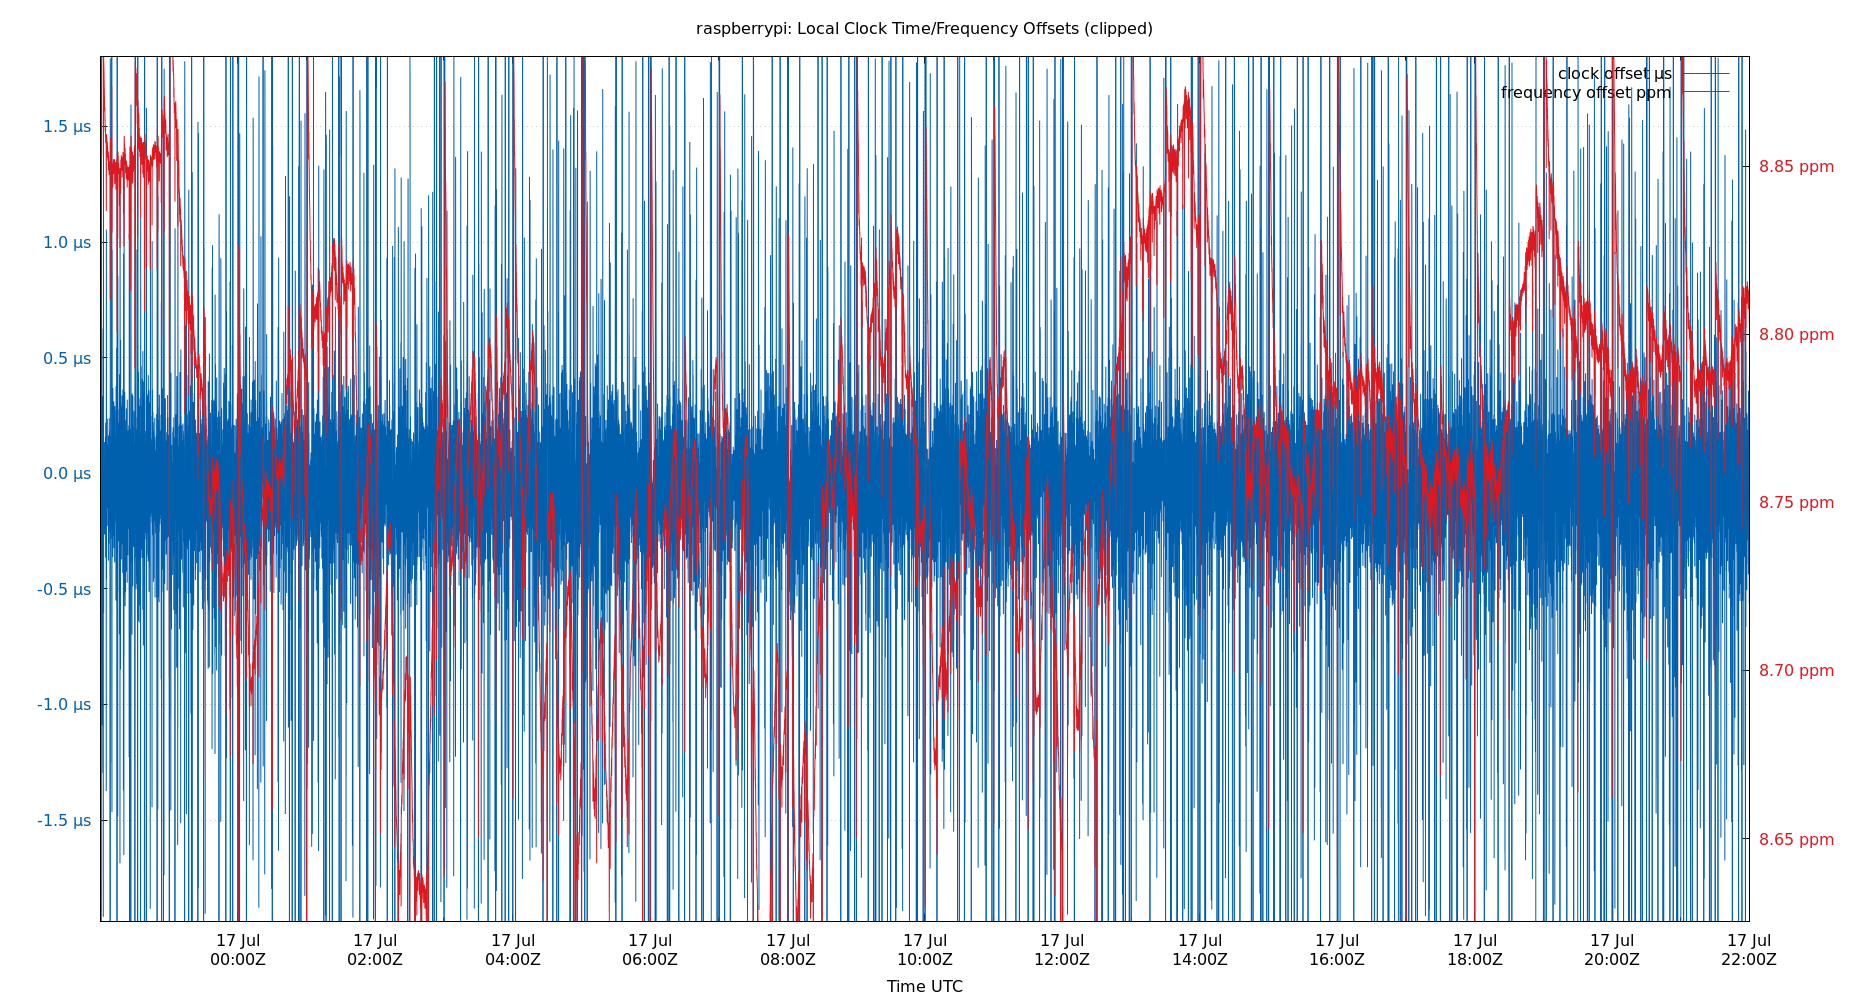 raspberrypi: Local Clock Time/Frequency Offsets (clipped)
clock offset µs
frequency offset ppm
1.5 µs
1.0 µs
0.5 µs
0.0 µs
-0.5 µs
-1.0 µs
-1.5 µs
8.85 ppm
8.80 ppm
8.75 ppm
8.70 ppm
8.65 ppm
17 Jul 17 Jul 17 Jul 17 Jul 17 Jul 17 Jul 17 Jul 17 Jul 17 Jul 17 Jul 17 Jul 17 Jul
00:00Z 02:00Z 04:00Z 06:00Z 08:00Z 10:00Z 12:00Z 14:00Z 16:00Z 18:00Z 20:00Z 22:00Z
Time UTC